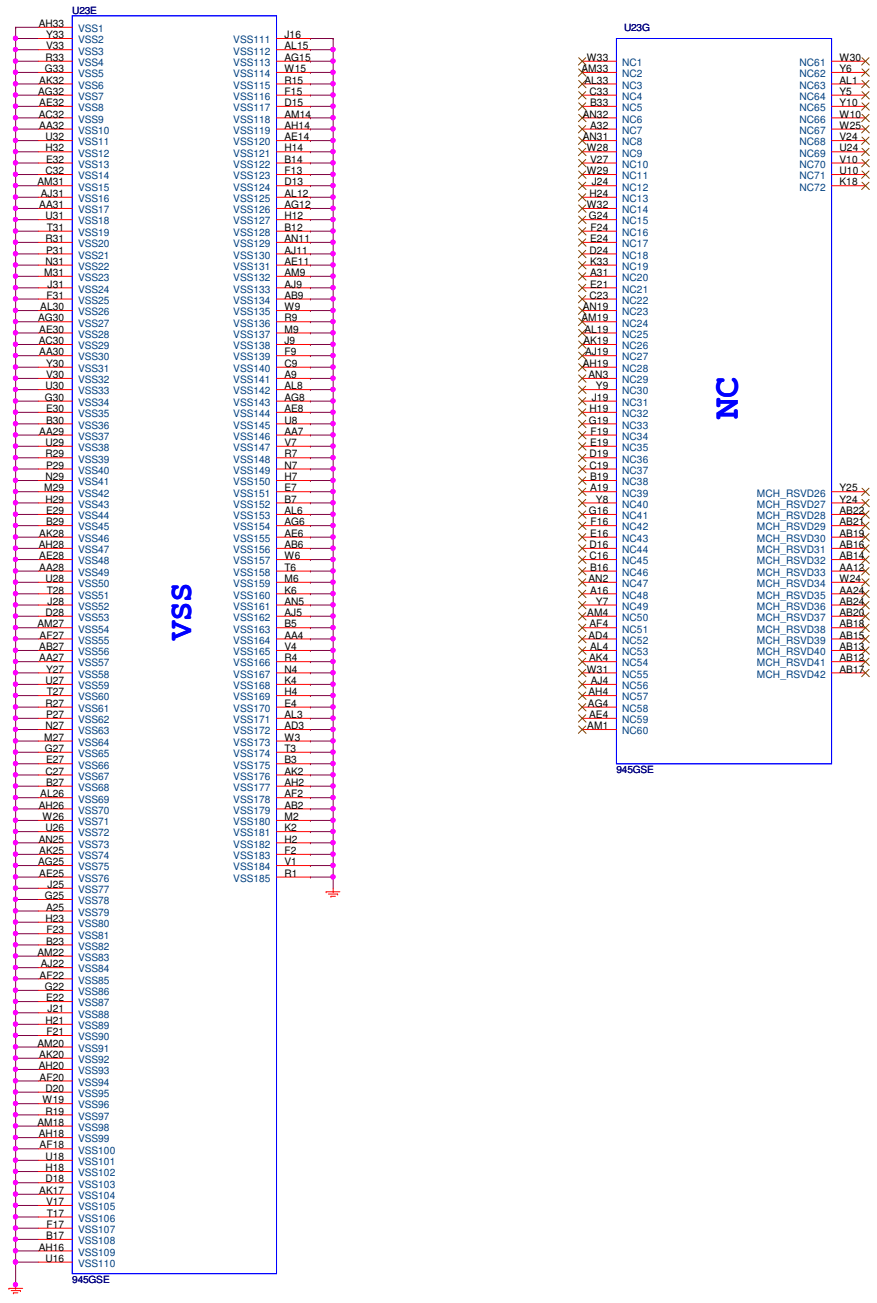 U23E
AH33 VSS1
Y33 VSS2
V33 VSS3
R33 VSS4
G33 VSS5
AK32 VSS6
AG32 VSS7
AE32 VSS8
AC32 VSS9
AA32 VSS10
U32 VSS11
H32 VSS12
E32 VSS13
C32 VSS14
AM31 VSS15
AJ31 VSS16
AA31 VSS17
U31 VSS18
T31 VSS19
R31 VSS20
P31 VSS21
N31 VSS22
M31 VSS23
J31 VSS24
F31 VSS25
AL30 VSS26
AG30 VSS27
AE30 VSS28
AC30 VSS29
AA30 VSS30
Y30 VSS31
V30 VSS32
U30 VSS33
G30 VSS34
E30 VSS35
B30 VSS36
AA29 VSS37
U29 VSS38
R29 VSS39
P29 VSS40
N29 VSS41
M29 VSS42
H29 VSS43
E29 VSS44
B29 VSS45
AK28 VSS46
AH28 VSS47
AE28 VSS48
AA28 VSS49
U28 VSS50
T28 VSS51
J28 VSS52
D28 VSS53
AM27 VSS54
AF27 VSS55
AB27 VSS56
AA27 VSS57
Y27 VSS58
U27 VSS59
T27 VSS60
R27 VSS61
P27 VSS62
N27 VSS63
M27 VSS64
G27 VSS65
E27 VSS66
C27 VSS67
B27 VSS68
AL26 VSS69
AH26 VSS70
W26 VSS71
U26 VSS72
AN25 VSS73
AK25 VSS74
AG25 VSS75
AE25 VSS76
J25 VSS77
G25 VSS78
A25 VSS79
H23 VSS80
F23 VSS81
B23 VSS82
AM22 VSS83
AJ22 VSS84
AF22 VSS85
G22 VSS86
E22 VSS87
J21 VSS88
H21 VSS89
F21 VSS90
AM20 VSS91
AK20 VSS92
AH20 VSS93
AF20 VSS94
D20 VSS95
W19 VSS96
R19 VSS97
AM18 VSS98
AH18 VSS99
AF18 VSS100
U18 VSS101
H18 VSS102
D18 VSS103
AK17 VSS104
V17 VSS105
T17 VSS106
F17 VSS107
B17 VSS108
AH16 VSS109
U16 VSS110
VSS
VSS111 J16
VSS112 AL15
VSS113 AG15
VSS114 W15
VSS115 R15
VSS116 F15
VSS117 D15
VSS118 AM14
VSS119 AH14
VSS120 AE14
VSS121 H14
VSS122 B14
VSS123 F13
VSS124 D13
VSS125 AL12
VSS126 AG12
VSS127 H12
VSS128 B12
VSS129 AN11
VSS130 AJ11
VSS131 AE11
VSS132 AM9
VSS133 AJ9
VSS134 AB9
VSS135 W9
VSS136 R9
VSS137 M9
VSS138 J9
VSS139 F9
VSS140 C9
VSS141 A9
VSS142 AL8
VSS143 AG8
VSS144 AE8
VSS145 U8
VSS146 AA7
VSS147 V7
VSS148 R7
VSS149 N7
VSS150 H7
VSS151 E7
VSS152 B7
VSS153 AL6
VSS154 AG6
VSS155 AE6
VSS156 AB6
VSS157 W6
VSS158 T6
VSS159 M6
VSS160 K6
VSS161 AN5
VSS162 AJ5
VSS163 B5
VSS164 AA4
VSS165 V4
VSS166 R4
VSS167 N4
VSS168 K4
VSS169 H4
VSS170 E4
VSS171 AL3
VSS172 AD3
VSS173 W3
VSS174 T3
VSS175 B3
VSS176 AK2
VSS177 AH2
VSS178 AF2
VSS179 AB2
VSS180 M2
VSS181 K2
VSS182 H2
VSS183 F2
VSS184 V1
VSS185 R1
945GSE
U23G
W33 NC1
AM33 NC2
AL33 NC3
C33 NC4
B33 NC5
AN32 NC6
A32 NC7
AN31 NC8
W28 NC9
V27 NC10
W29 NC11
J24 NC12
H24 NC13
W32 NC14
G24 NC15
F24 NC16
E24 NC17
D24 NC18
K33 NC19
A31 NC20
E21 NC21
C23 NC22
AN19 NC23
AM19 NC24
AL19 NC25
AK19 NC26
AJ19 NC27
AH19 NC28
AN3 NC29
Y9 NC30
J19 NC31
H19 NC32
G19 NC33
F19 NC34
E19 NC35
D19 NC36
C19 NC37
B19 NC38
A19 NC39
Y8 NC40
G16 NC41
F16 NC42
E16 NC43
D16 NC44
C16 NC45
B16 NC46
AN2 NC47
A16 NC48
Y7 NC49
AM4 NC50
AF4 NC51
AD4 NC52
AL4 NC53
AK4 NC54
W31 NC55
AJ4 NC56
AH4 NC57
AG4 NC58
AE4 NC59
AM1 NC60
NC
NC61 W30
NC62 Y6
NC63 AL1
NC64 Y5
NC65 Y10
NC66 W10
NC67 W25
NC68 V24
NC69 U24
NC70 V10
NC71 U10
NC72 K18
MCH_RSVD26 Y25
MCH_RSVD27 Y24
MCH_RSVD28 AB22
MCH_RSVD29 AB21
MCH_RSVD30 AB19
MCH_RSVD31 AB16
MCH_RSVD32 AB14
MCH_RSVD33 AA12
MCH_RSVD34 W24
MCH_RSVD35 AA24
MCH_RSVD36 AB24
MCH_RSVD37 AB20
MCH_RSVD38 AB18
MCH_RSVD39 AB15
MCH_RSVD40 AB13
MCH_RSVD41 AB12
MCH_RSVD42 AB17
945GSE